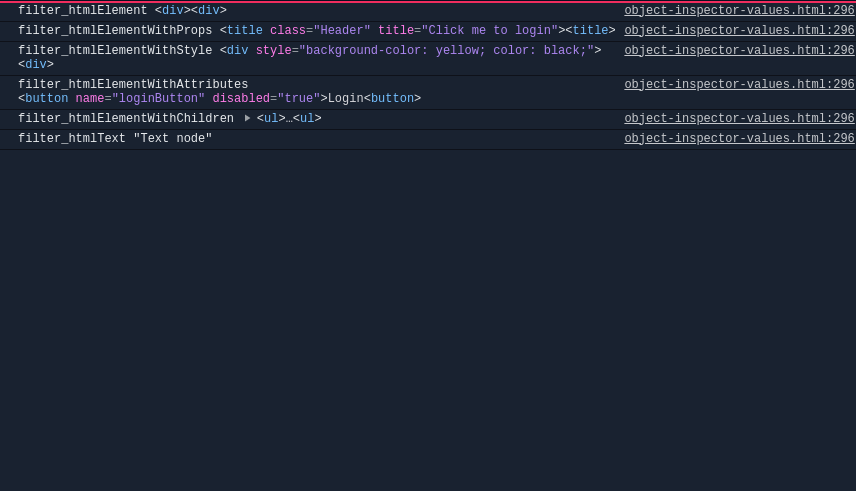 filter_htmlElement <div><div> object-inspector-values.html:296
filter_htmlElementWithProps <title class="Header" title="Click me to login"><title> object-inspector-values.html:296
filter_htmlElementWithStyle <div style="background-color: yellow; color: black;"> object-inspector-values.html:296
<div>
filter_htmlElementWithAttributes object-inspector-values.html:296
<button name="loginButton" disabled="true">Login<button>
filter_htmlElementWithChildren <ul>…<ul> object-inspector-values.html:296
filter_htmlText "Text node" object-inspector-values.html:296